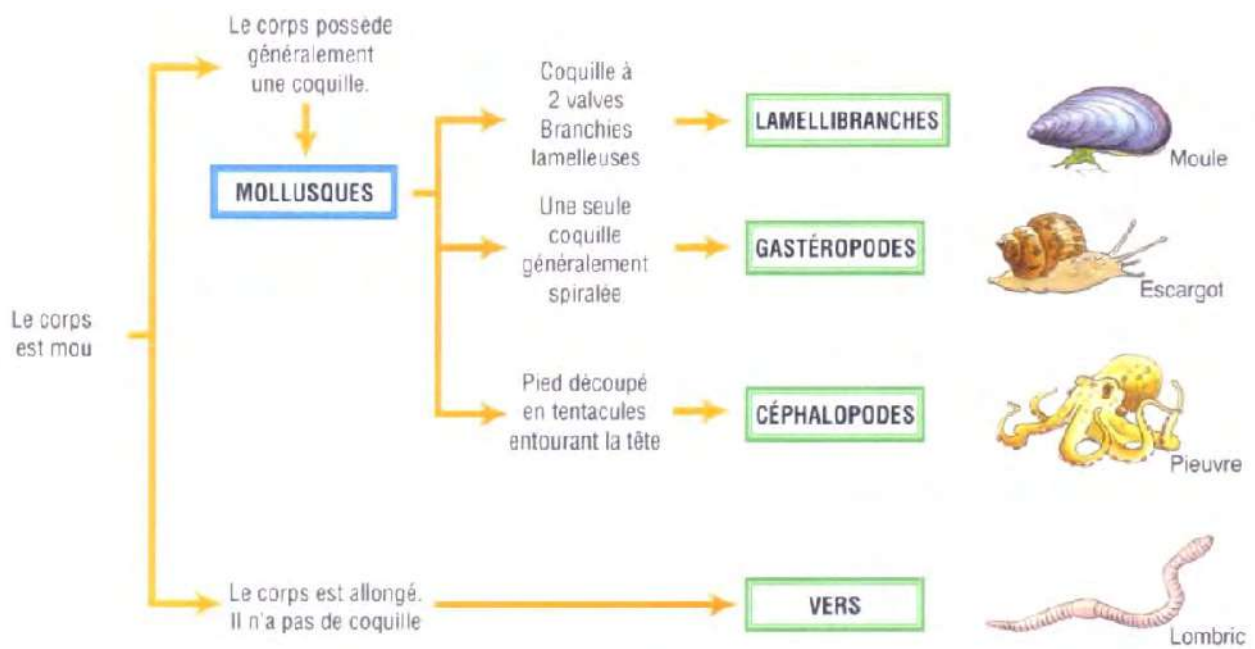 Le corps possède
généralement
une coquille.
MOLLUSQUES
Coquille à
2 valves
Branchies
lamelleuses
LAMELLIBRANCHES
Moule
Une seule
coquille
généralement
spiralée
GASTÉROPODES
Escargot
Le corps
est mou
Pied découpé
en tentacules
entourant la tête
CÉPHALOPODES
Pieuvre
Le corps est allongé.
Il n'a pas de coquille
VERS
Lombric